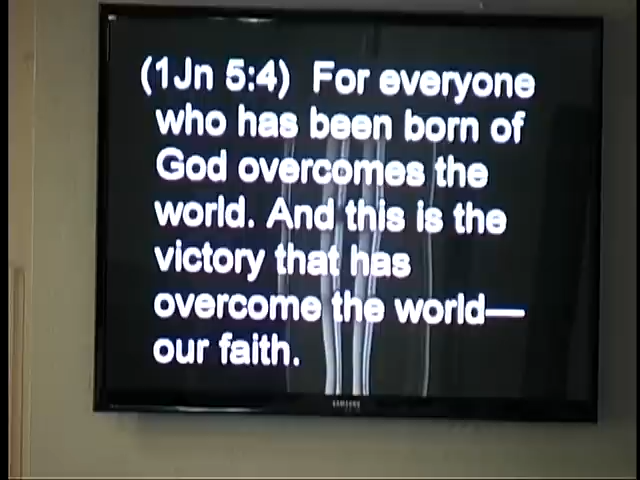 (1Jn 5:4) For everyone
who has been born of
God overcomes the
world. And this is the
victory that has
overcome the world—
our faith.
SAMSUNG